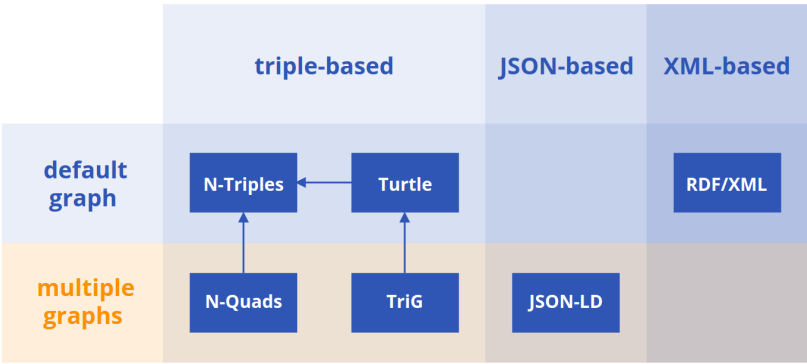 triple-based JSON-based XML-based
default
graph
N-Triples Turtle RDF/XML
multiple
graphs
N-Quads TriG JSON-LD